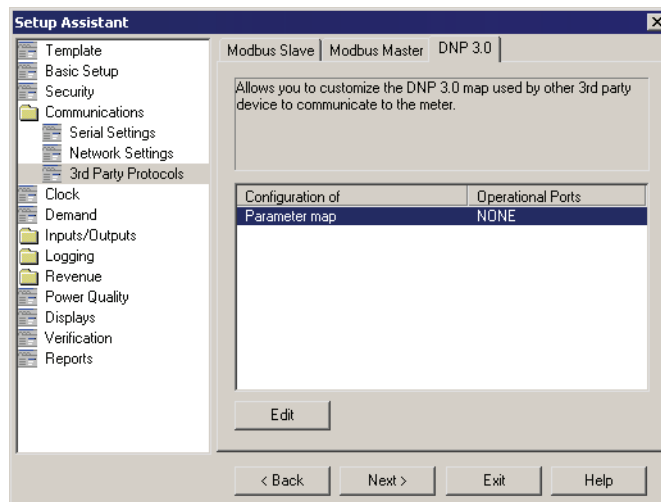 Setup Assistant
Template
Basic Setup
Security
Communications
Serial Settings
Network Settings
3rd Party Protocols
Clock
Demand
Inputs/Outputs
Logging
Revenue
Power Quality
Displays
Verification
Reports
Modbus Slave Modbus Master DNP 3.0
Allows you to customize the DNP 3.0 map used by other 3rd party
device to communicate to the meter.
Configuration of Operational Ports
Parameter map NONE
Edit
< Back Next > Exit Help